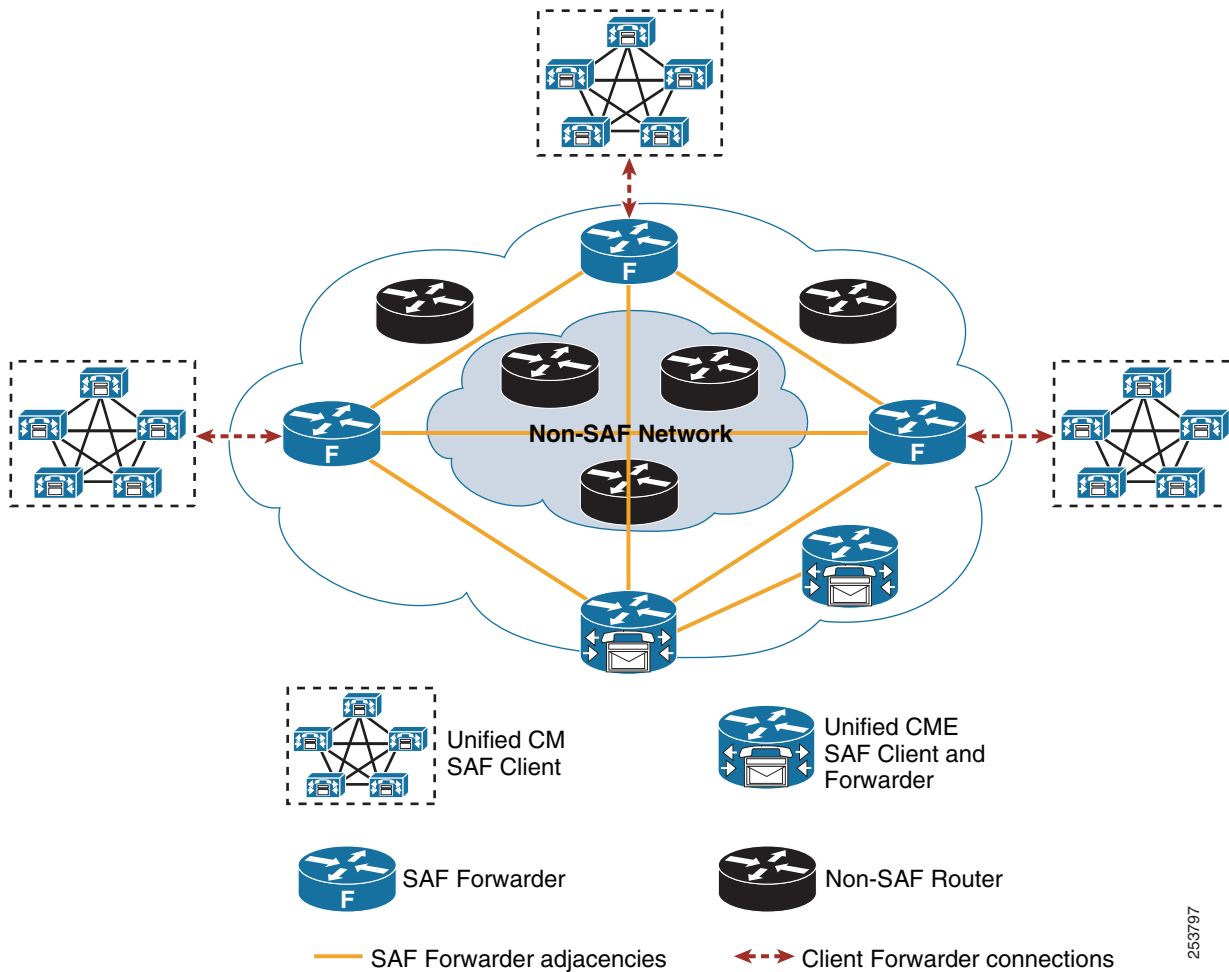 F
F
Non-SAF Network
F
Unified CM
SAF Client
Unified CME
SAF Client and
Forwarder
F
SAF Forwarder
Non-SAF Router
SAF Forwarder adjacencies
Client Forwarder connections
253797